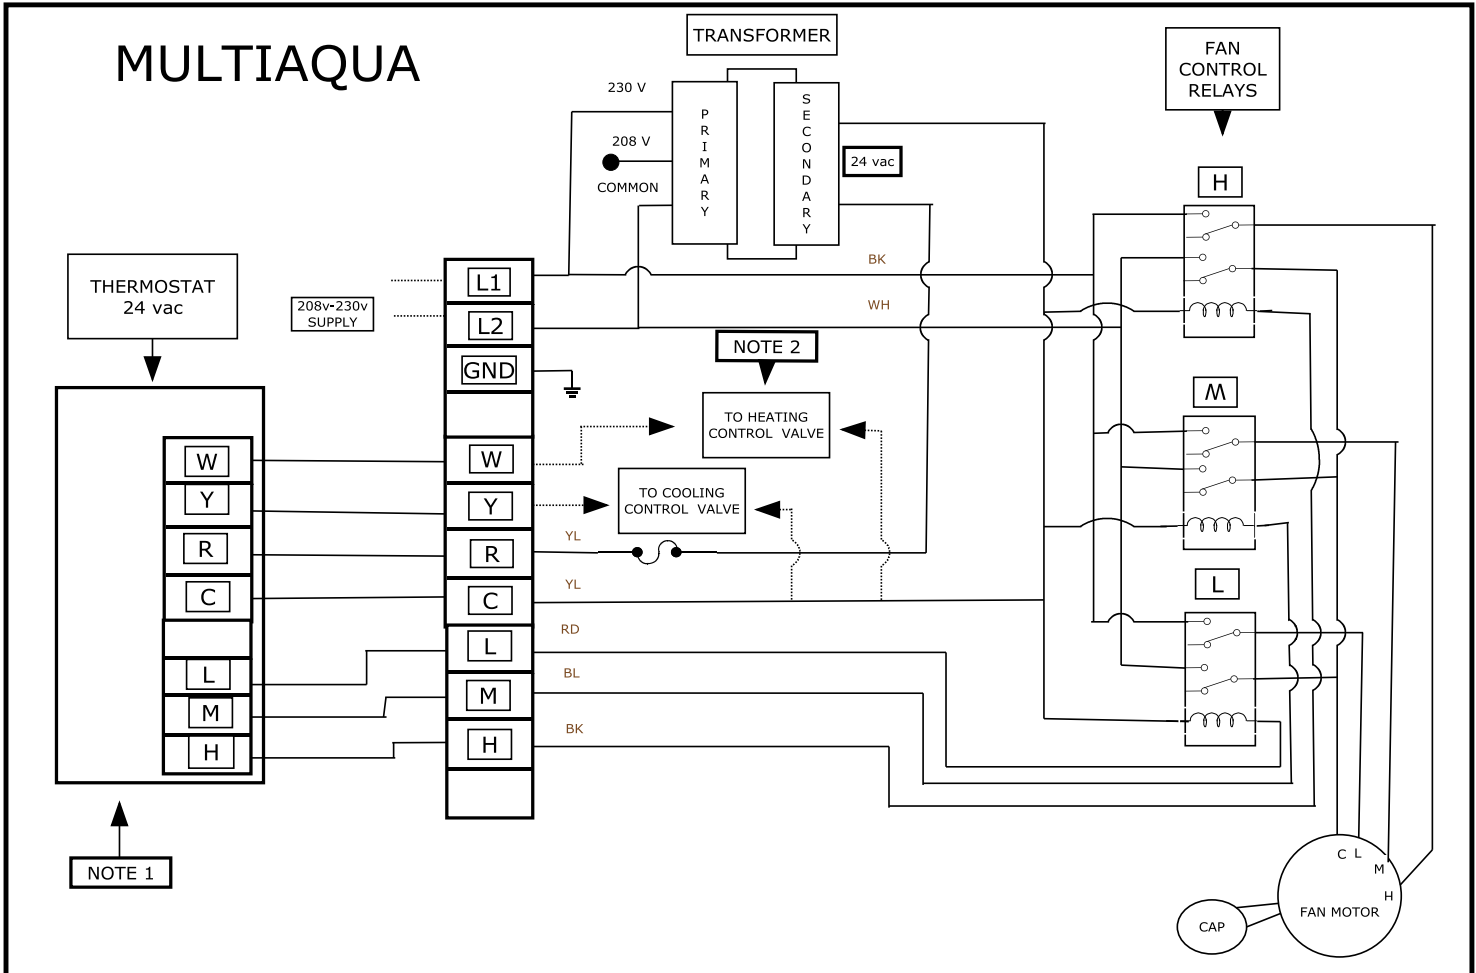 MULTIAQUA
TRANSFORMER
FAN
CONTROL
RELAYS
230 V
208 V
COMMON
PRIMARY
SECONDARY
24 vac
H
THERMOSTAT
24 vac
208v-230v
SUPPLY
L1
L2
GND
BK
WH
NOTE 2
TO HEATING
CONTROL VALVE
TO COOLING
CONTROL VALVE
M
L
W
Y
R
C
L
M
H
W
Y
R
C
L
M
H
YL
YL
RD
BL
BK
NOTE 1
C L
M
H
FAN MOTOR
CAP